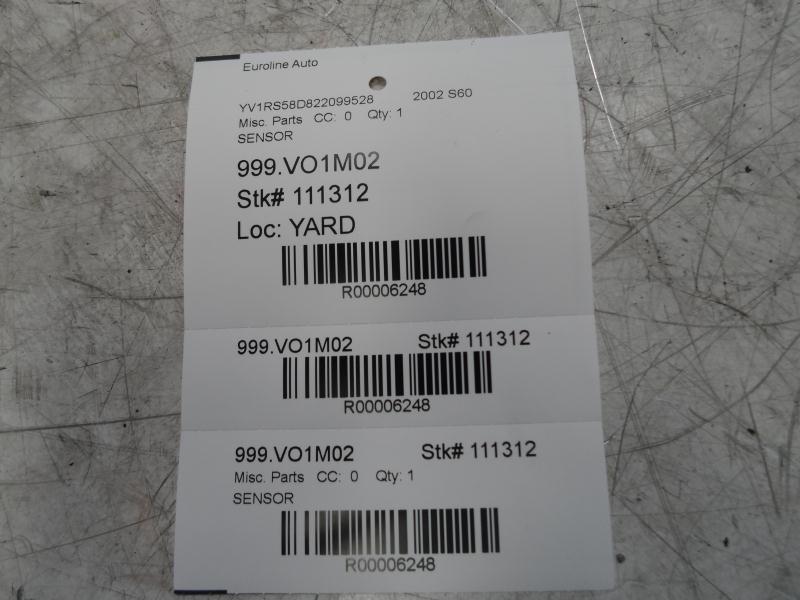 Euroline Auto
YV1RS58D822099528 2002 S60
Misc. Parts CC: 0 Qty: 1
SENSOR
999.VO1M02
Stk# 111312
Loc: YARD
R00006248
999.VO1M02 Stk# 111312
R00006248
999.VO1M02 Stk# 111312
Misc. Parts CC: 0 Qty: 1
SENSOR
R00006248